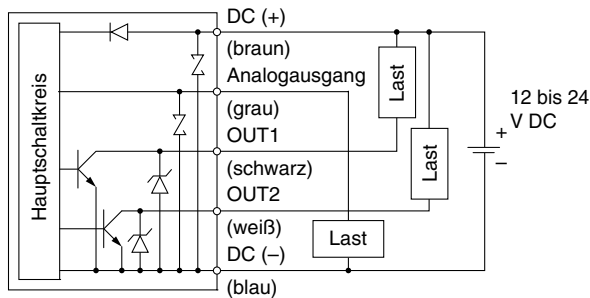 Hauptschaltkreis
DC (+)
(braun)
Analogausgang
(grau)
OUT1
(schwarz)
OUT2
(weiß)
DC (–)
(blau)
Last
Last
Last
12 bis 24
V DC
+
–